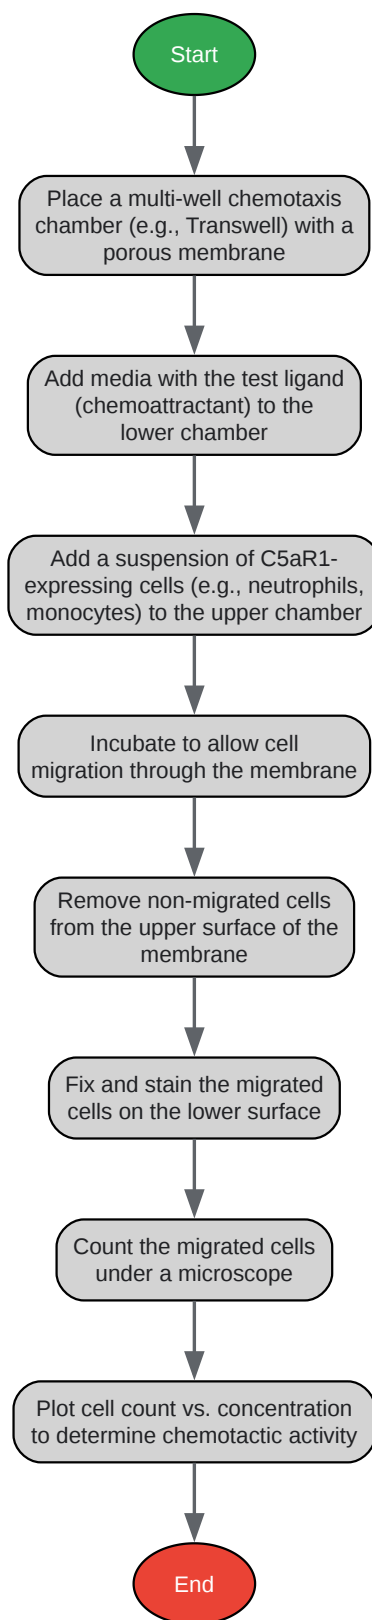 Start
Place a multi-well chemotaxis
chamber (e.g., Transwell) with a
porous membrane
Add media with the test ligand
(chemoattractant) to the
lower chamber
Add a suspension of C5aR1-
expressing cells (e.g., neutrophils,
monocytes) to the upper chamber
Incubate to allow cell
migration through the membrane
Remove non-migrated cells
from the upper surface of the
membrane
Fix and stain the migrated
cells on the lower surface
Count the migrated cells
under a microscope
Plot cell count vs. concentration
to determine chemotactic activity
End